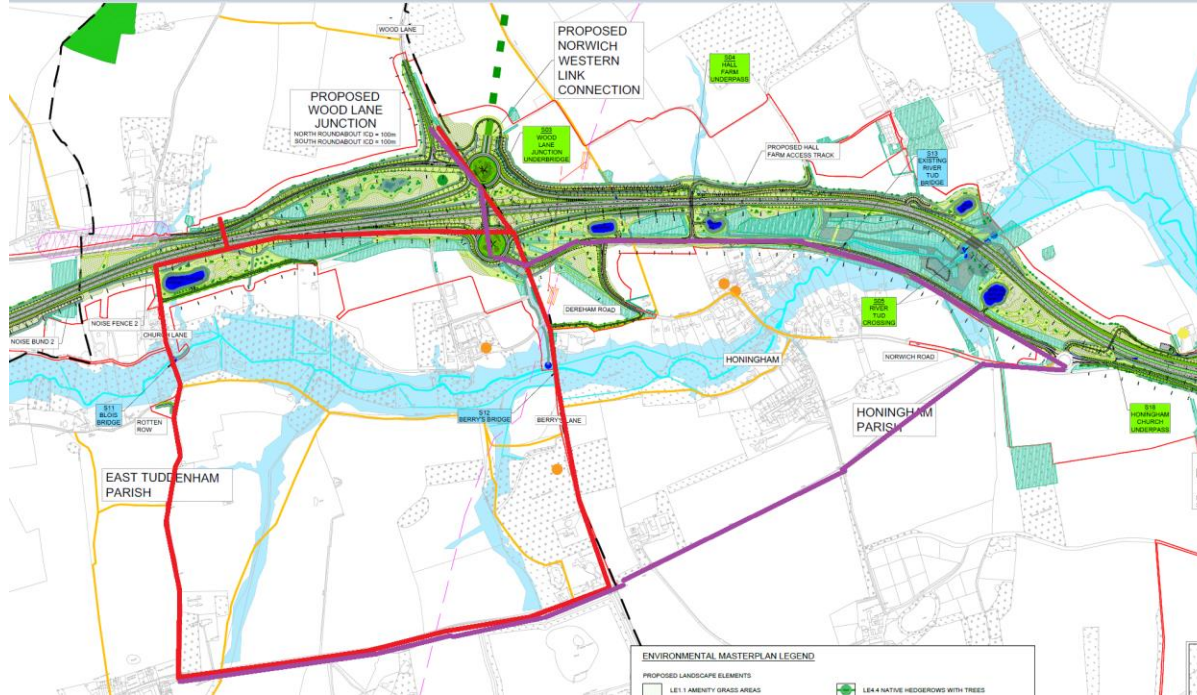 WOOD LANE
PROPOSED
NORWICH
WESTERN
LINK
CONNECTION
S04
HALL
FARM
UNDERPASS
PROPOSED
WOOD LANE
JUNCTION
NORTH ROUNDABOUT ICD = 100m
SOUTH ROUNDABOUT ICD = 100m
S03
WOOD
LANE
JUNCTION
UNDERBRIDGE
PROPOSED HALL
FARM ACCESS TRACK
S13
EXISTING
RIVER
TUD
BRIDGE
NOISE FENCE 2
NOISE BUND 2
CHURCH LANE
DEREHAM ROAD
S05
RIVER
TUD
CROSSING
HONINGHAM
NORWICH ROAD
S11
BLOIS
BRIDGE
ROTTEN
ROW
S12
BERRY'S BRIDGE
BERRYS LANE
HONINGHAM
PARISH
S16
HONINGHAM
CHURCH
UNDERPASS
EAST TUDDENHAM
PARISH
ENVIRONMENTAL MASTERPLAN LEGEND
PROPOSED LANDSCAPE ELEMENTS
LE1.1 AMENITY GRASS AREAS
LE4.4 NATIVE HEDGEROWS WITH TREES